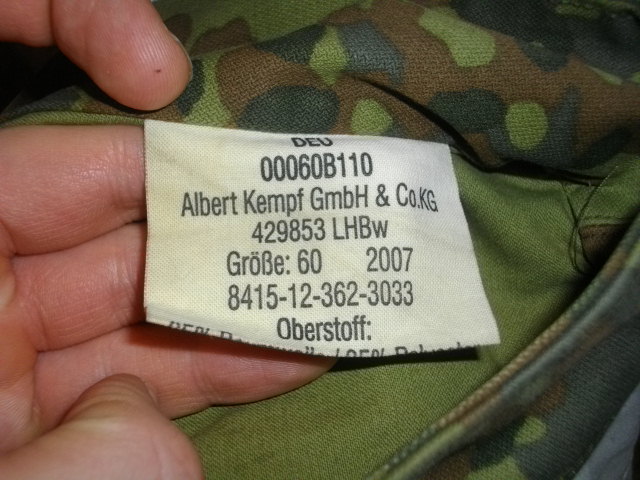 DEU
00060B110
Albert Kempf GmbH & Co.KG
429853 LHBw
Größe: 60 2007
8415-12-362-3033
Oberstoff: